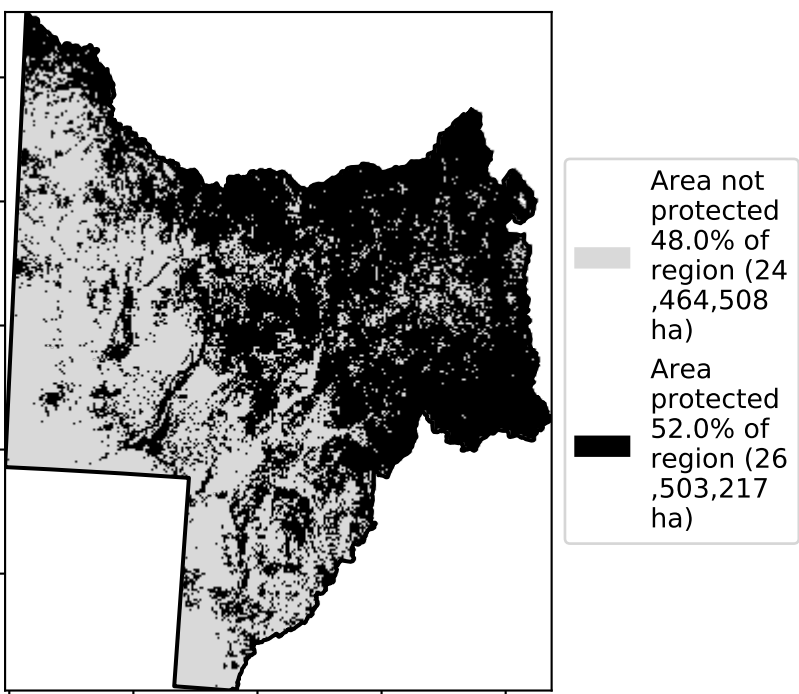 Area not
protected
48.0% of
region (24
,464,508
ha)
Area
protected
52.0% of
region (26
,503,217
ha)